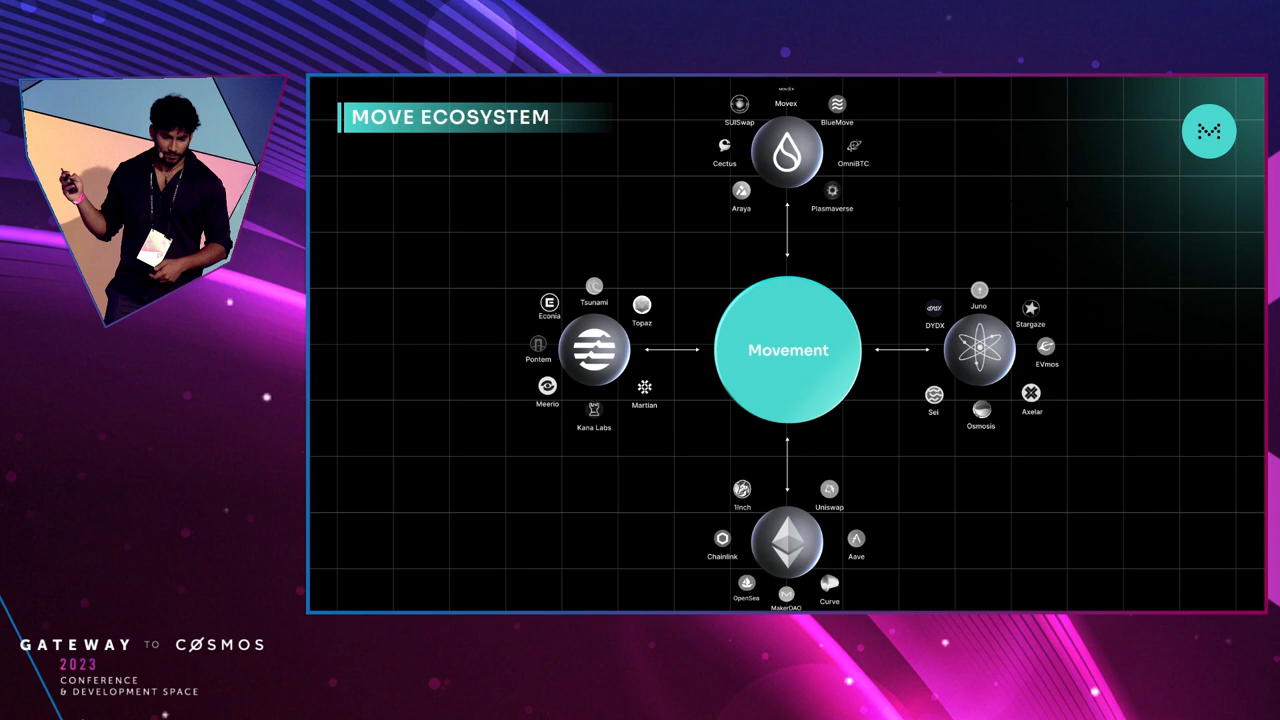 MOVE ECOSYSTEM
Movex
SUISwap
BlueMove
Cectus
OmniBTC
Araya
Plasmaverse
Tsunami
Econia
Topaz
Pontem
Meerio
Martian
Kana Labs
Movement
Juno
DYDX
Stargaze
EVmos
Sei
Axelar
Osmosis
1Inch
Uniswap
Chainlink
Aave
OpenSea
MakerDAO
Curve
GATEWAY TO CØSMOS
2023
CONFERENCE
& DEVELOPMENT SPACE